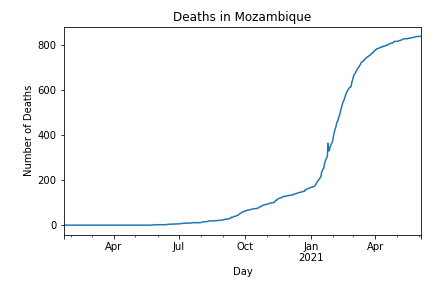 Deaths in Mozambique
Number of Deaths
800
600
400
200
0
Apr
Jul
Oct
Jan
2021
Apr
Day